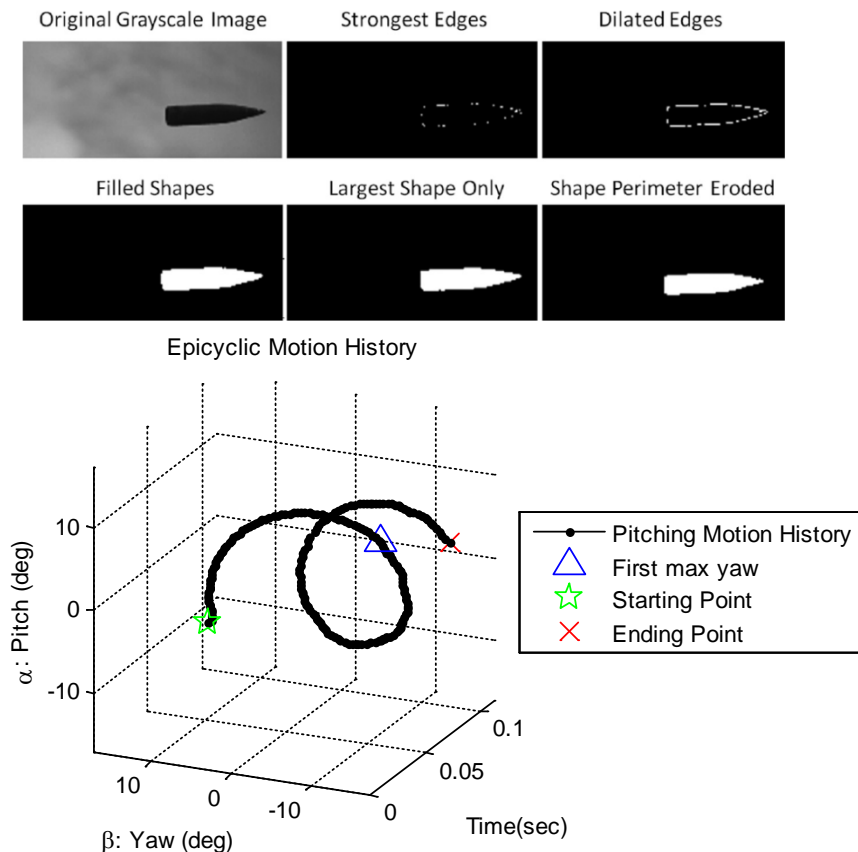 Original Grayscale Image
Strongest Edges
Dilated Edges
Filled Shapes
Largest Shape Only
Shape Perimeter Eroded
Epicyclic Motion History
α: Pitch (deg)
10
0
-10
10
0
-10
β: Yaw (deg)
0
0.05
0.1
Time(sec)
Pitching Motion History
First max yaw
Starting Point
Ending Point